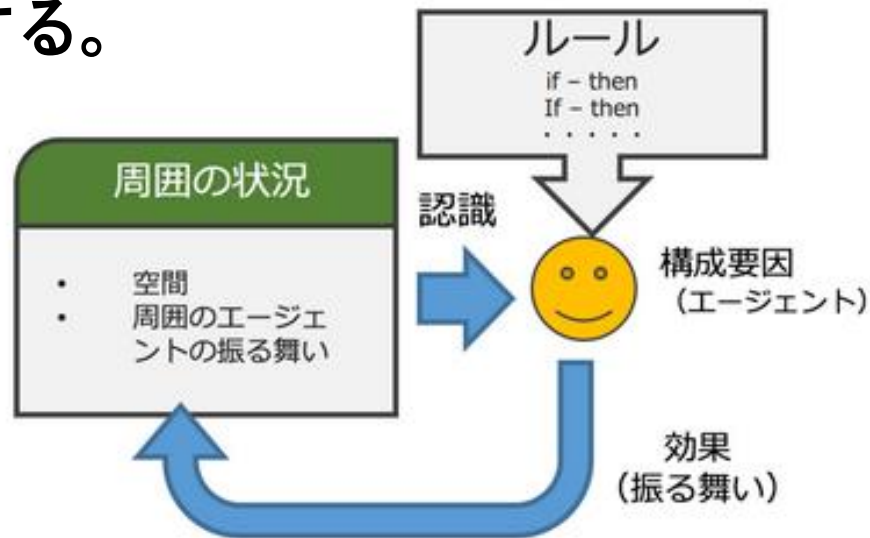 する。
ルール
if – then
If – then
・・・・・
周囲の状況
認識
• 空間
• 周囲のエージェ
ントの振る舞い
構成要因
（エージェント）
効果
（振る舞い）